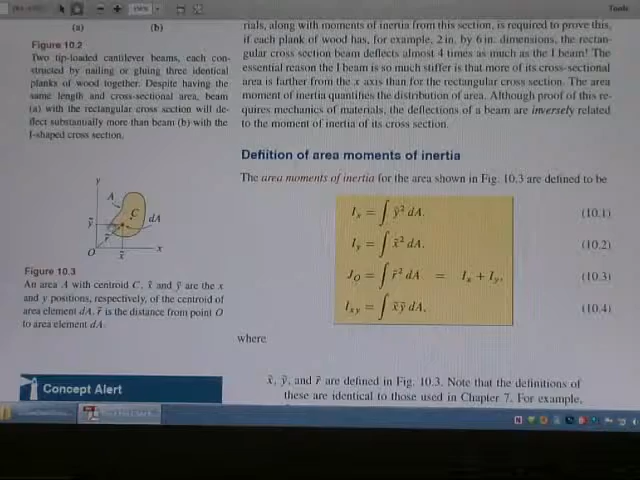 Tools
(a) (b)
Figure 10.2
Two tip-loaded cantilever beams, each con-
structed by nailing or gluing three identical
planks of wood together. Despite having the
same length and cross-sectional area, beam
(a) with the rectangular cross section will de-
flect substantially more than beam (b) with the
I-shaped cross section.
rials, along with moments of inertia from this section, is required to prove this,
if each plank of wood has, for example, 2 in. by 6 in. dimensions, the rectan-
gular cross section beam deflects almost 4 times as much as the I beam! The
essential reason the I beam is so much stiffer is that more of its cross-sectional
area is farther from the x axis than for the rectangular cross section. The area
moment of inertia quantifies the distribution of area. Although proof of this re-
quires mechanics of materials, the deflections of a beam are inversely related
to the moment of inertia of its cross section.
Defiition of area moments of inertia
The area moments of inertia for the area shown in Fig. 10.3 are defined to be
Iₓ = ∫ ỹ² dA, (10.1)
I_y = ∫ x̃² dA, (10.2)
J_O = ∫ r̃² dA = Iₓ + I_y, (10.3)
I_xy = ∫ x̃ỹ dA, (10.4)
where
x̃, ỹ, and r̃ are defined in Fig. 10.3. Note that the definitions of
these are identical to those used in Chapter 7. For example,
y
A
C
dA
ỹ
r̃
O x̃ x
Figure 10.3
An area A with centroid C. x̃ and ỹ are the x
and y positions, respectively, of the centroid of
area element dA. r̃ is the distance from point O
to area element dA.
Concept Alert